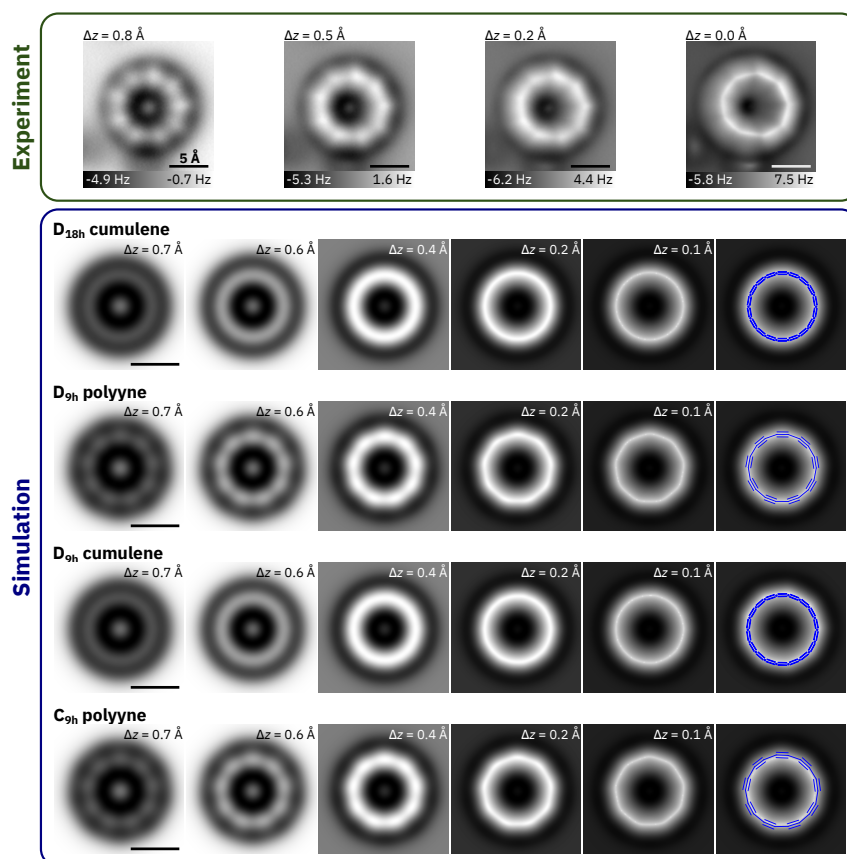 Experiment
Δz = 0.8 Å
Δz = 0.5 Å
Δz = 0.2 Å
Δz = 0.0 Å
5 Å
-4.9 Hz
-0.7 Hz
-5.3 Hz
1.6 Hz
-6.2 Hz
4.4 Hz
-5.8 Hz
7.5 Hz
Simulation
D18h cumulene
Δz = 0.7 Å
Δz = 0.6 Å
Δz = 0.4 Å
Δz = 0.2 Å
Δz = 0.1 Å
D9h polyyne
Δz = 0.7 Å
Δz = 0.6 Å
Δz = 0.4 Å
Δz = 0.2 Å
Δz = 0.1 Å
D9h cumulene
Δz = 0.7 Å
Δz = 0.6 Å
Δz = 0.4 Å
Δz = 0.2 Å
Δz = 0.1 Å
C9h polyyne
Δz = 0.7 Å
Δz = 0.6 Å
Δz = 0.4 Å
Δz = 0.2 Å
Δz = 0.1 Å